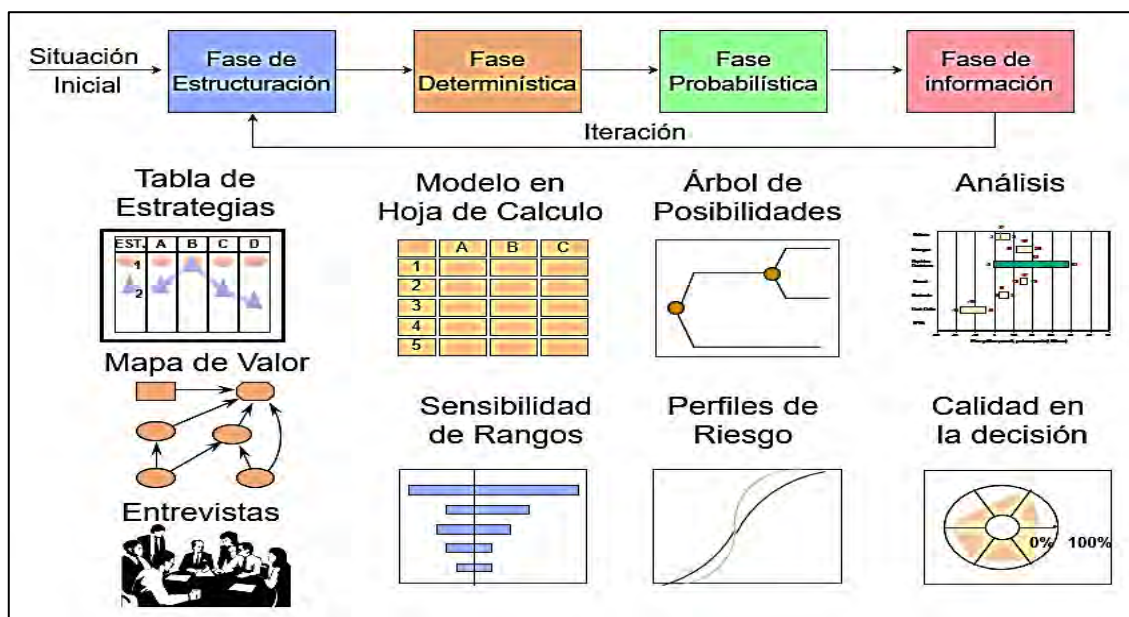 Situación
Inicial
Fase de
Estructuración
Fase
Determinística
Fase
Probabilística
Fase de
información
Iteración
Tabla de
Estrategias
EST. A B C D
1
2
Modelo en
Hoja de Calculo
A B C
1
2
3
4
5
Árbol de
Posibilidades
Análisis
Mapa de Valor
Sensibilidad
de Rangos
Perfiles de
Riesgo
Calidad en
la decisión
0% 100%
Entrevistas